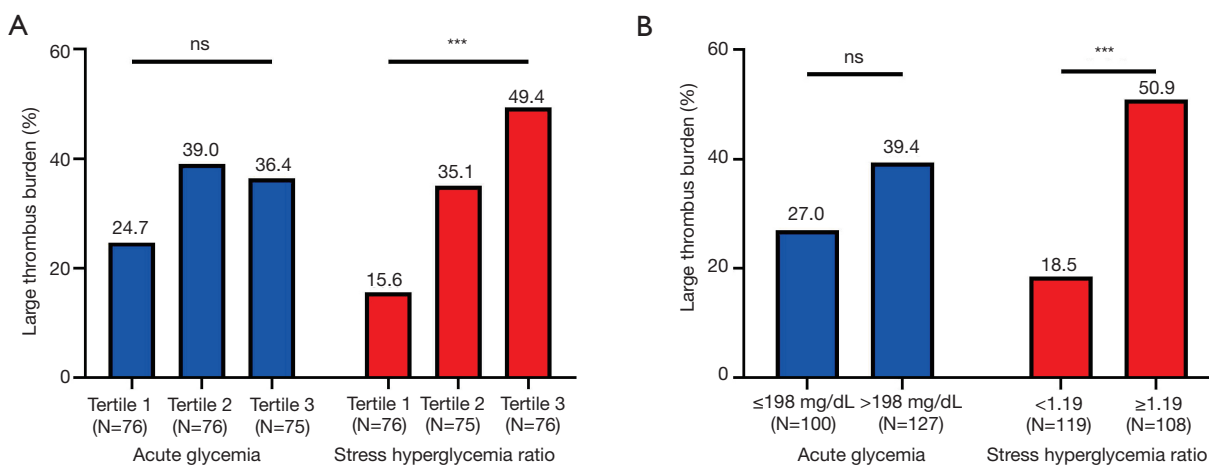 A
Large thrombus burden (%)
60
40
20
0
ns
***
24.7
39.0
36.4
15.6
35.1
49.4
Tertile 1 Tertile 2 Tertile 3 Tertile 1 Tertile 2 Tertile 3
(N=76) (N=76) (N=75) (N=76) (N=75) (N=76)
Acute glycemia Stress hyperglycemia ratio
B
Large thrombus burden (%)
60
40
20
0
ns
***
27.0
39.4
18.5
50.9
≤198 mg/dL >198 mg/dL <1.19 ≥1.19
(N=100) (N=127) (N=119) (N=108)
Acute glycemia Stress hyperglycemia ratio